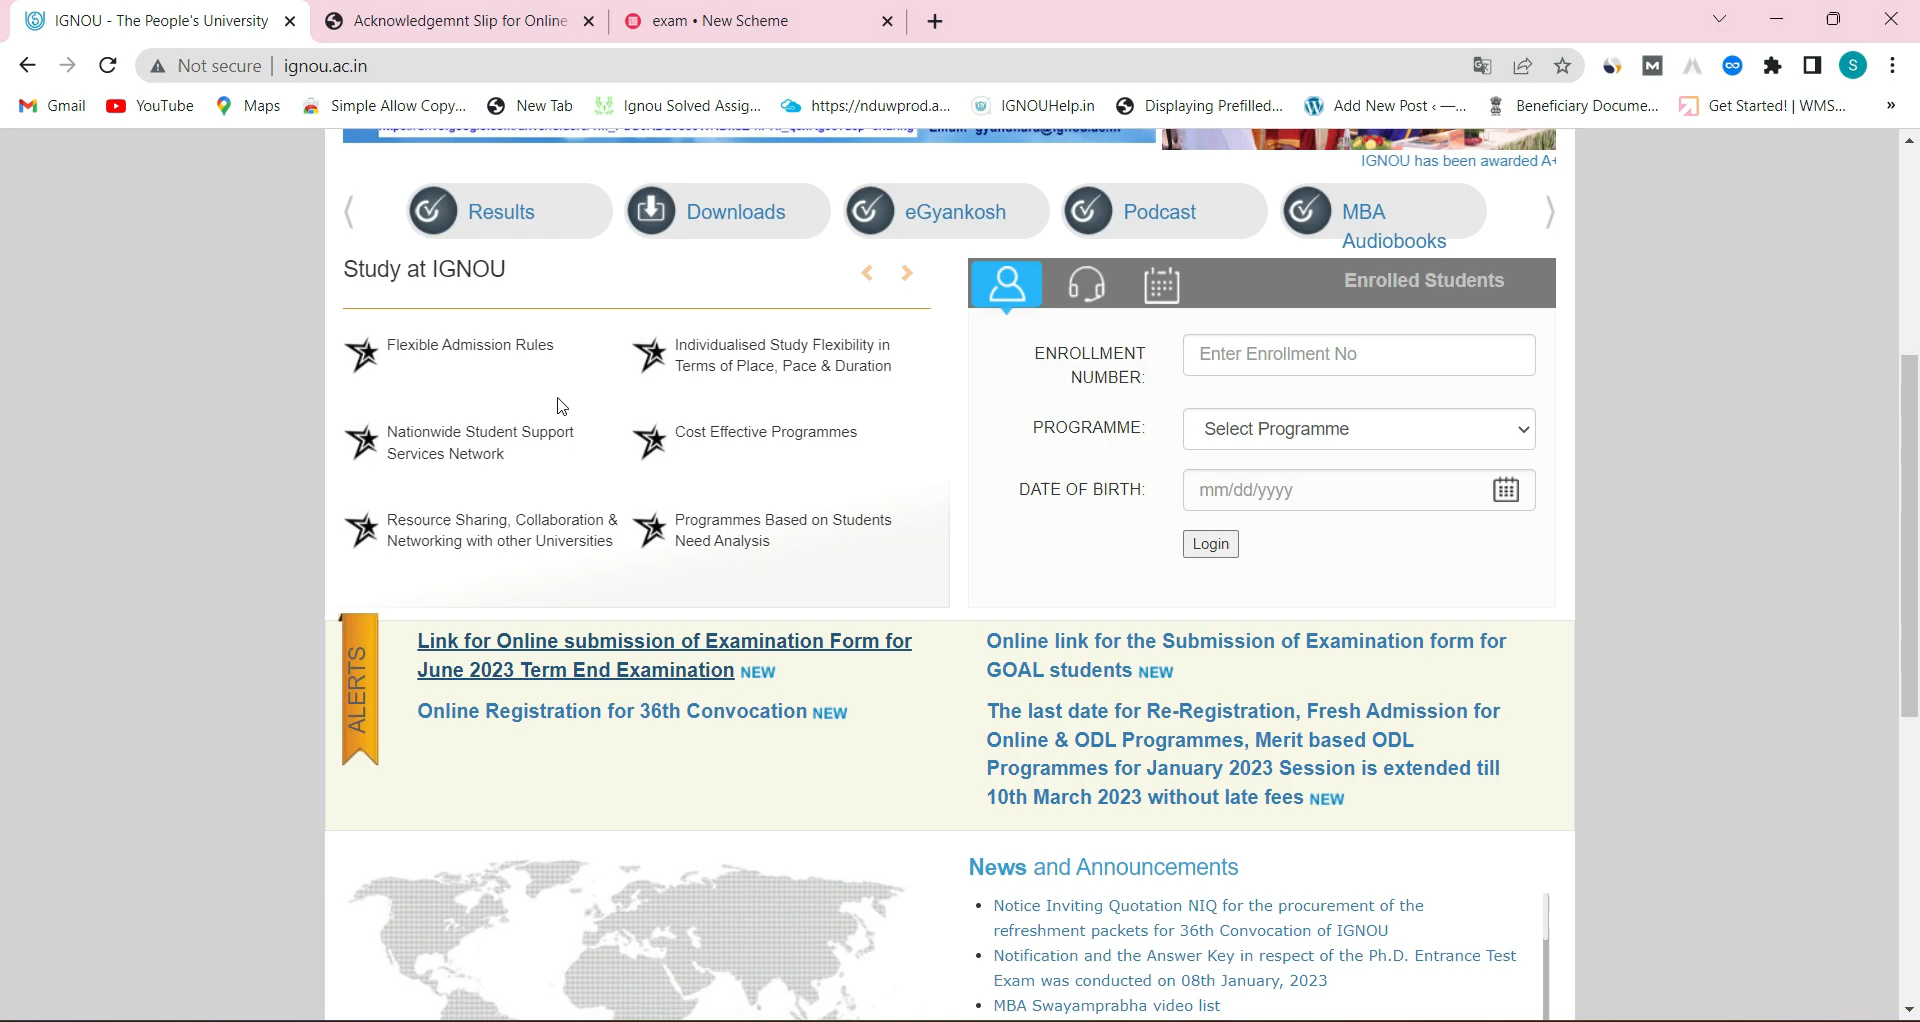 IGNOU - The People's University
Acknowledgemnt Slip for Online
exam • New Scheme
Not secure | ignou.ac.in
S
Gmail
YouTube
Maps
Simple Allow Copy...
New Tab
Ignou Solved Assig...
https://nduwprod.a...
IGNOUHelp.in
Displaying Prefilled...
Add New Post ‹ —...
Beneficiary Docume...
Get Started! | WMS...
»
IGNOU has been awarded A+
Results
Downloads
eGyankosh
Podcast
MBA
Audiobooks
Study at IGNOU
Flexible Admission Rules
Individualised Study Flexibility in
Terms of Place, Pace & Duration
Nationwide Student Support
Services Network
Cost Effective Programmes
Resource Sharing, Collaboration &
Networking with other Universities
Programmes Based on Students
Need Analysis
Enrolled Students
ENROLLMENT
NUMBER:
Enter Enrollment No
PROGRAMME:
Select Programme
DATE OF BIRTH:
mm/dd/yyyy
Login
ALERTS
Link for Online submission of Examination Form for
June 2023 Term End Examination NEW
Online Registration for 36th Convocation NEW
Online link for the Submission of Examination form for
GOAL students NEW
The last date for Re-Registration, Fresh Admission for
Online & ODL Programmes, Merit based ODL
Programmes for January 2023 Session is extended till
10th March 2023 without late fees NEW
News and Announcements
• Notice Inviting Quotation NIQ for the procurement of the
refreshment packets for 36th Convocation of IGNOU
• Notification and the Answer Key in respect of the Ph.D. Entrance Test
Exam was conducted on 08th January, 2023
• MBA Swayamprabha video list